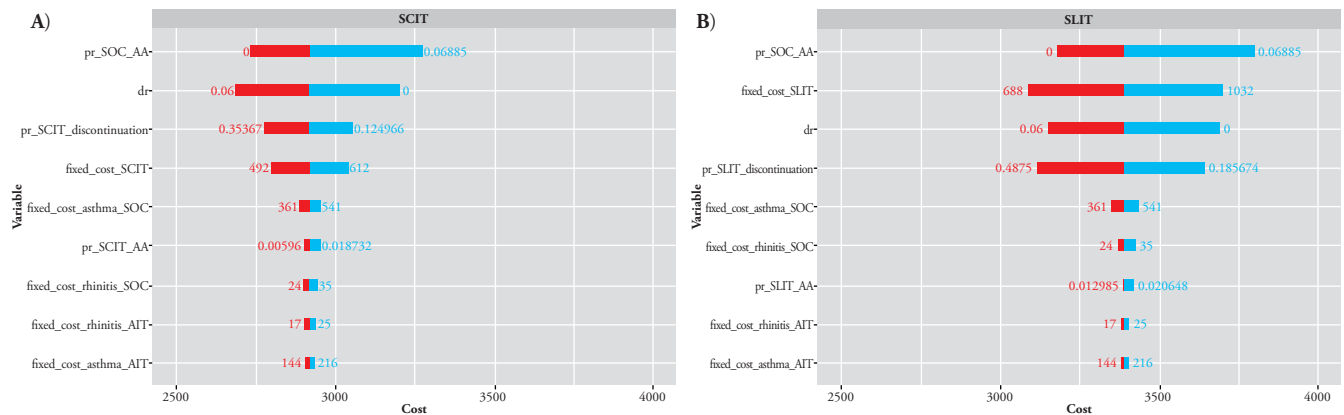 A)
SCIT
Variable
pr_SOC_AA
0
0.06885
dr
0.06
0
pr_SCIT_discontinuation
0.35367
0.124966
fixed_cost_SCIT
492
612
fixed_cost_asthma_SOC
361
541
pr_SCIT_AA
0.00596
0.018732
fixed_cost_rhinitis_SOC
24
35
fixed_cost_rhinitis_AIT
17
25
fixed_cost_asthma_AIT
144
216
2500
3000
3500
4000
Cost
B)
SLIT
Variable
pr_SOC_AA
0
0.06885
fixed_cost_SLIT
688
1032
dr
0.06
0
pr_SLIT_discontinuation
0.4875
0.185674
fixed_cost_asthma_SOC
361
541
fixed_cost_rhinitis_SOC
24
35
pr_SLIT_AA
0.012985
0.020648
fixed_cost_rhinitis_AIT
17
25
fixed_cost_asthma_AIT
144
216
2500
3000
3500
4000
Cost